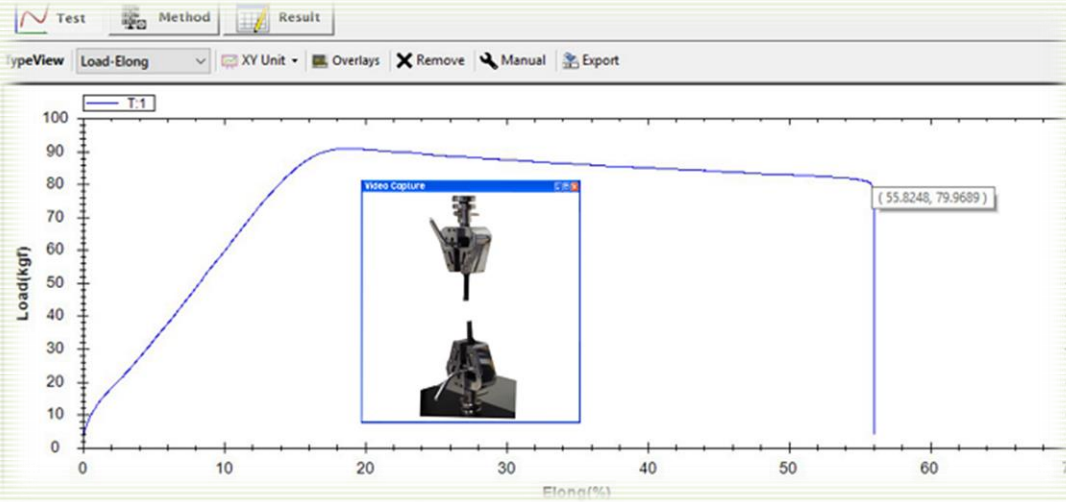 Test Method Result
TypeView Load-Elong XY Unit Overlays Remove Manual Export
T:1
100
90
80
70
60
50
40
30
20
10
0
Load(kgf)
Video Capture
( 55.8248, 79.9689 )
0 10 20 30 40 50 60
Elong(%)